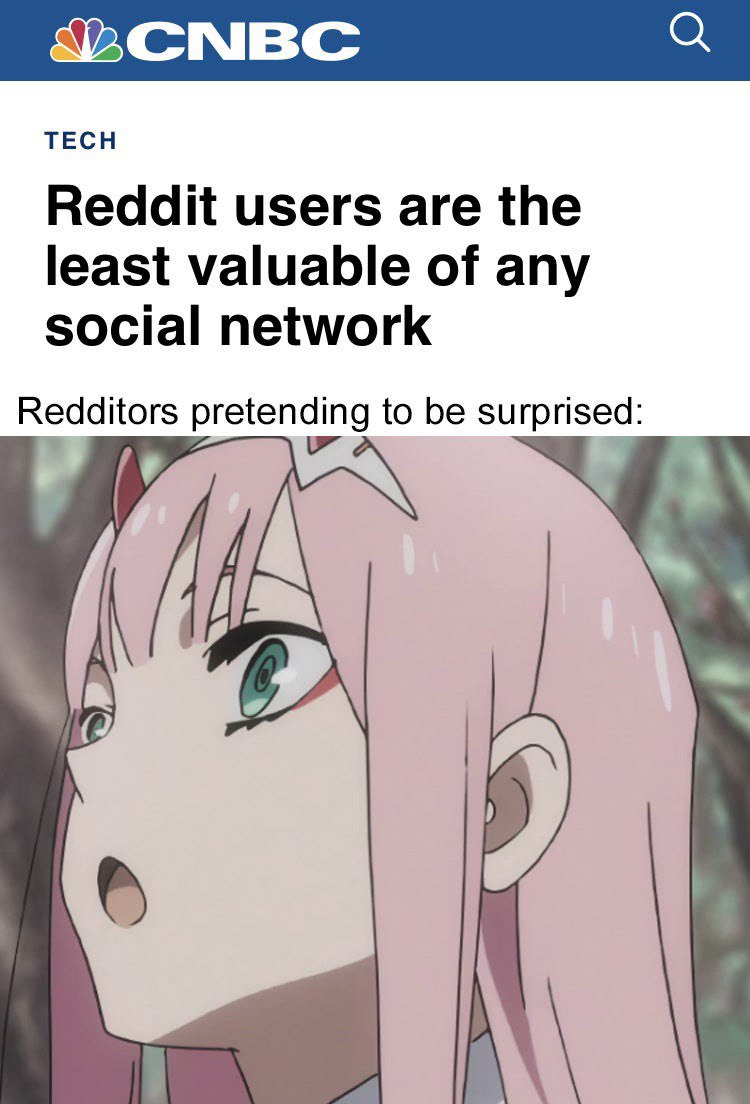 CNBC
TECH
Reddit users are the
least valuable of any
social network
Redditors pretending to be surprised: